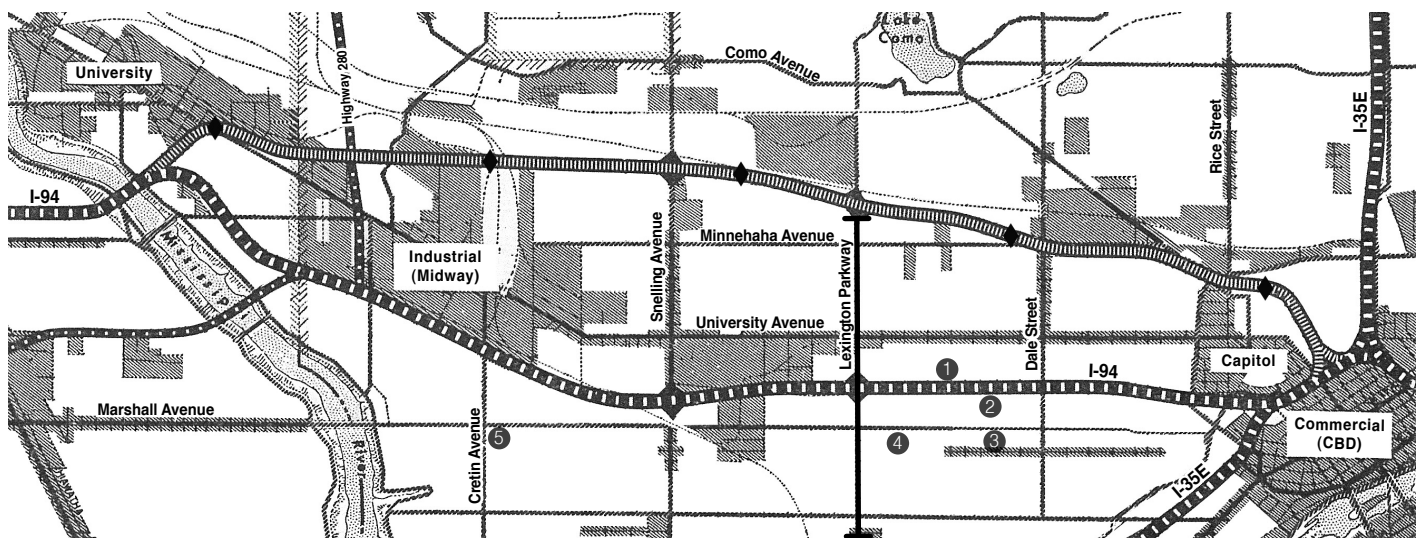 Lake
Como
Como Avenue
University
Highway 280
I-35E
Rice Street
I-94
Mississip
Minnehaha Avenue
Industrial
(Midway)
Snelling Avenue
Lexington Parkway
University Avenue
Dale Street
Capitol
1
I-94
2
Marshall Avenue
Cretin Avenue
5
4
3
Commercial
(CBD)
River
I-35E